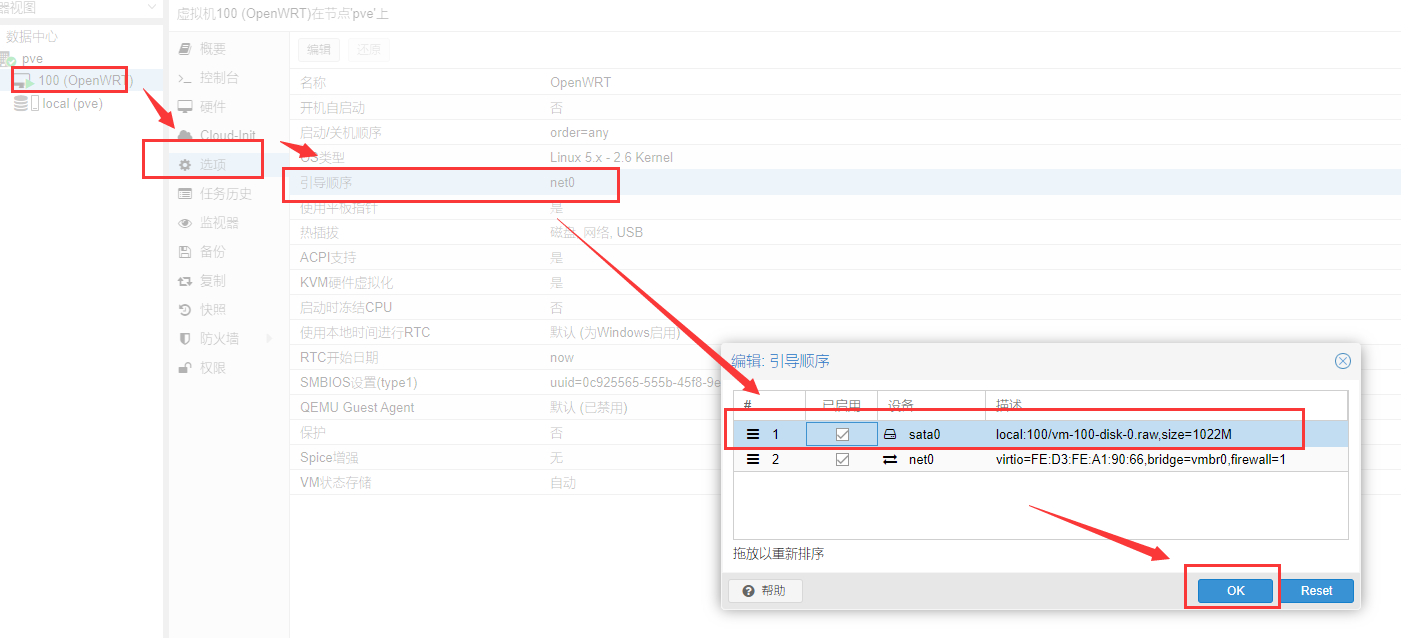 器视图
虚拟机100 (OpenWRT)在节点'pve'上
数据中心
pve
100 (OpenWRT)
local (pve)
概要
控制台
硬件
Cloud-Init
选项
任务历史
监视器
备份
复制
快照
防火墙
权限
编辑 还原
名称 OpenWRT
开机自启动 否
启动/关机顺序 order=any
OS类型 Linux 5.x - 2.6 Kernel
引导顺序 net0
使用平板指针 是
热插拔 磁盘, 网络, USB
ACPI支持 是
KVM硬件虚拟化 是
启动时冻结CPU 否
使用本地时间进行RTC 默认 (为Windows启用)
RTC开始日期 now
SMBIOS设置(type1) uuid=0c925565-555b-45f8-9e
QEMU Guest Agent 默认 (已禁用)
保护 否
Spice增强 无
VM状态存储 自动
编辑: 引导顺序
# 已启用 设备 描述
1 sata0 local:100/vm-100-disk-0.raw,size=1022M
2 net0 virtio=FE:D3:FE:A1:90:66,bridge=vmbr0,firewall=1
拖放以重新排序
帮助 OK Reset